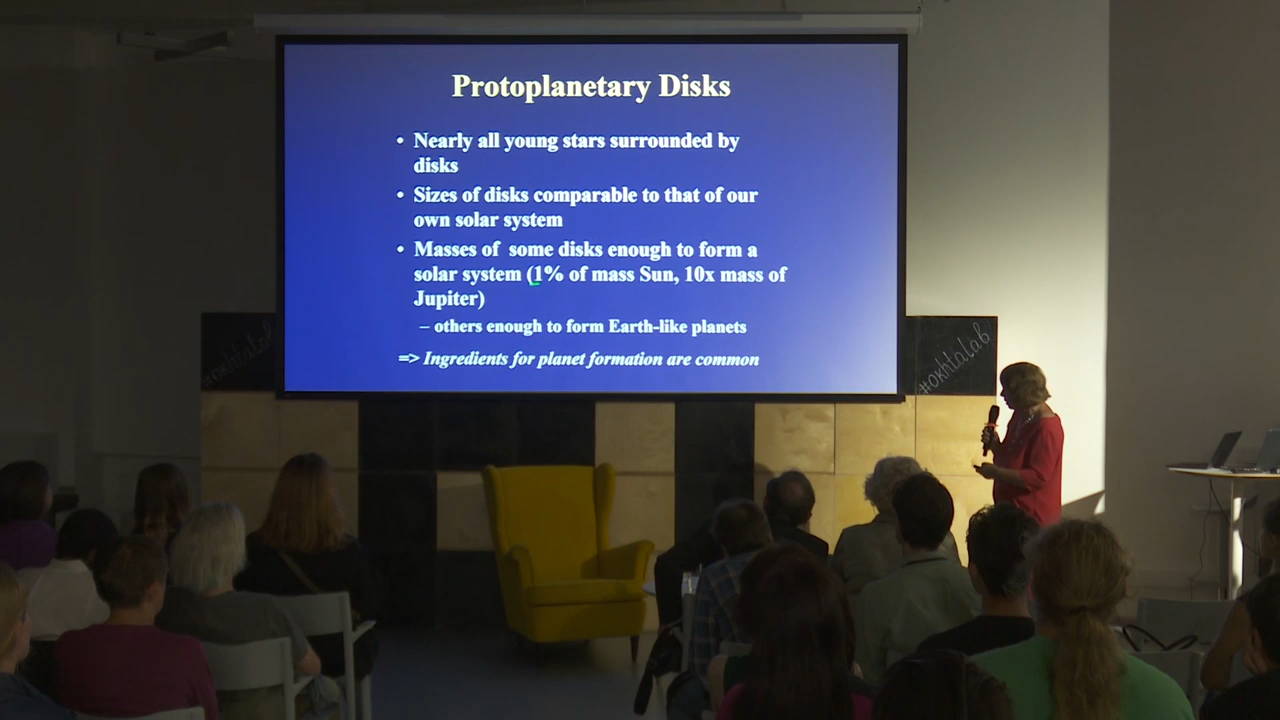 Protoplanetary Disks
• Nearly all young stars surrounded by
disks
• Sizes of disks comparable to that of our
own solar system
• Masses of some disks enough to form a
solar system (1% of mass Sun, 10x mass of
Jupiter)
– others enough to form Earth-like planets
=> Ingredients for planet formation are common
#okhtalab
#okhtalab